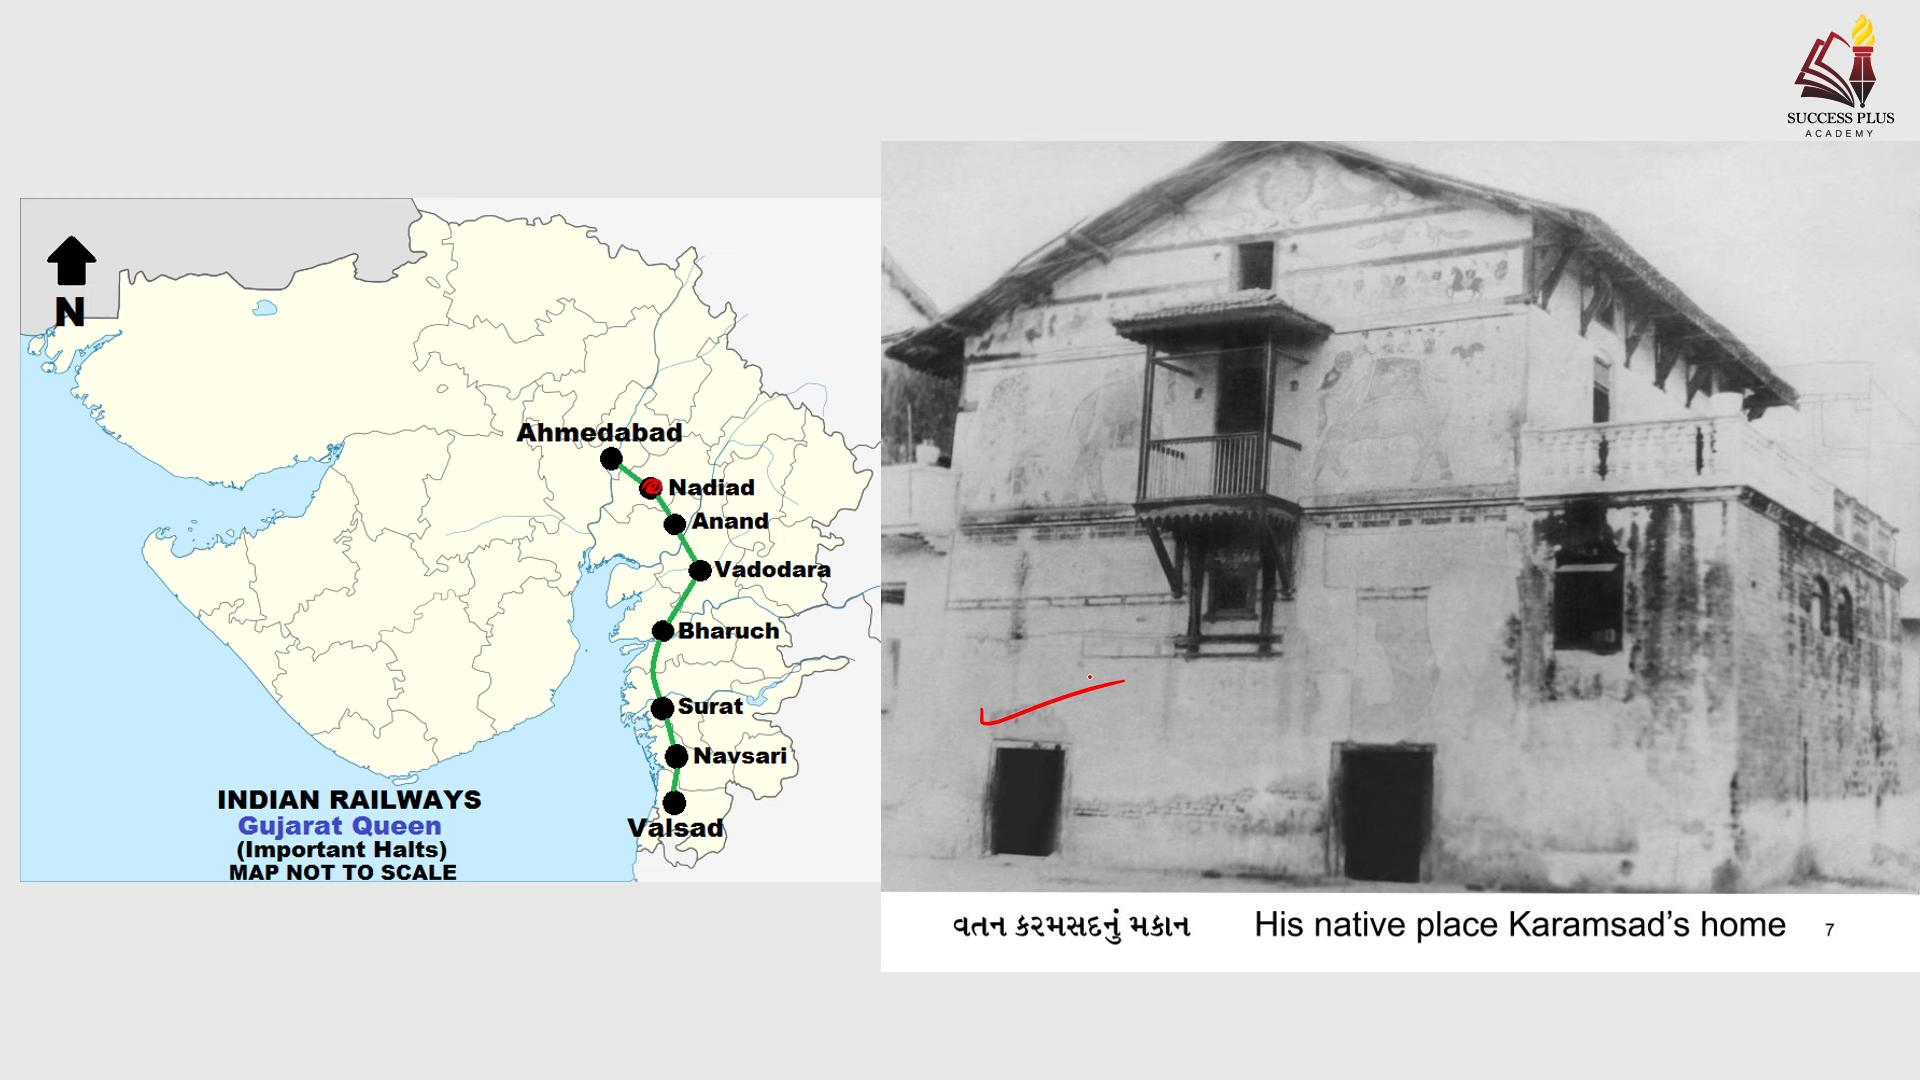 SUCCESS PLUS
ACADEMY
N
Ahmedabad
Nadiad
Anand
Vadodara
Bharuch
Surat
Navsari
Valsad
INDIAN RAILWAYS
Gujarat Queen
(Important Halts)
MAP NOT TO SCALE
વતન કરમસદનું મકાન His native place Karamsad’s home 7